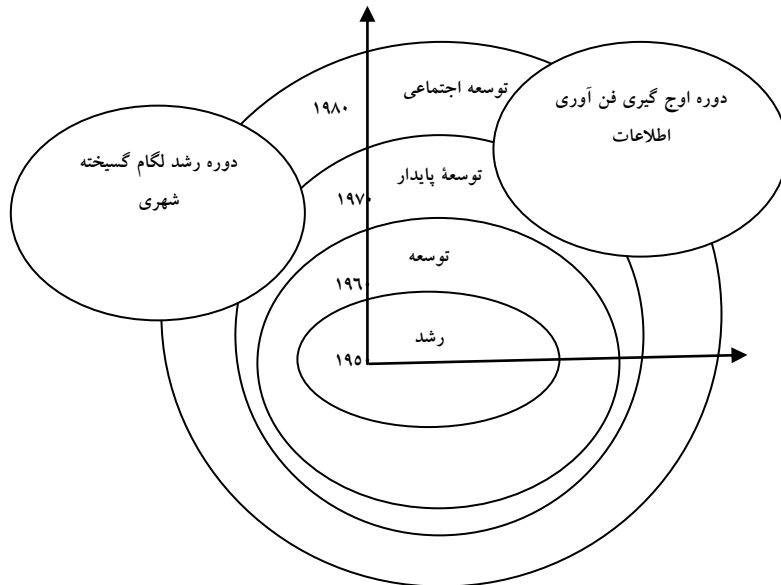 دوره اوج گیری فن آوری
اطلاعات
توسعه اجتماعی
۱۹۸۰
دوره رشد لگام گسیخته
شهری
توسعهٔ پایدار
۱۹۷۰
توسعه
۱۹۶۰
رشد
۱۹۵۰